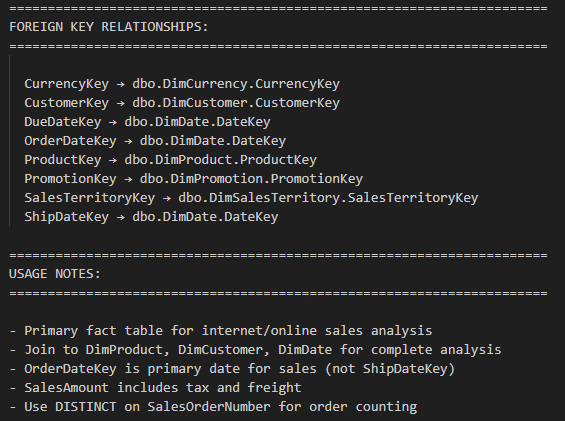 ======================================================================
FOREIGN KEY RELATIONSHIPS:
======================================================================
CurrencyKey → dbo.DimCurrency.CurrencyKey
CustomerKey → dbo.DimCustomer.CustomerKey
DueDateKey → dbo.DimDate.DateKey
OrderDateKey → dbo.DimDate.DateKey
ProductKey → dbo.DimProduct.ProductKey
PromotionKey → dbo.DimPromotion.PromotionKey
SalesTerritoryKey → dbo.DimSalesTerritory.SalesTerritoryKey
ShipDateKey → dbo.DimDate.DateKey
======================================================================
USAGE NOTES:
======================================================================
- Primary fact table for internet/online sales analysis
- Join to DimProduct, DimCustomer, DimDate for complete analysis
- OrderDateKey is primary date for sales (not ShipDateKey)
- SalesAmount includes tax and freight
- Use DISTINCT on SalesOrderNumber for order counting